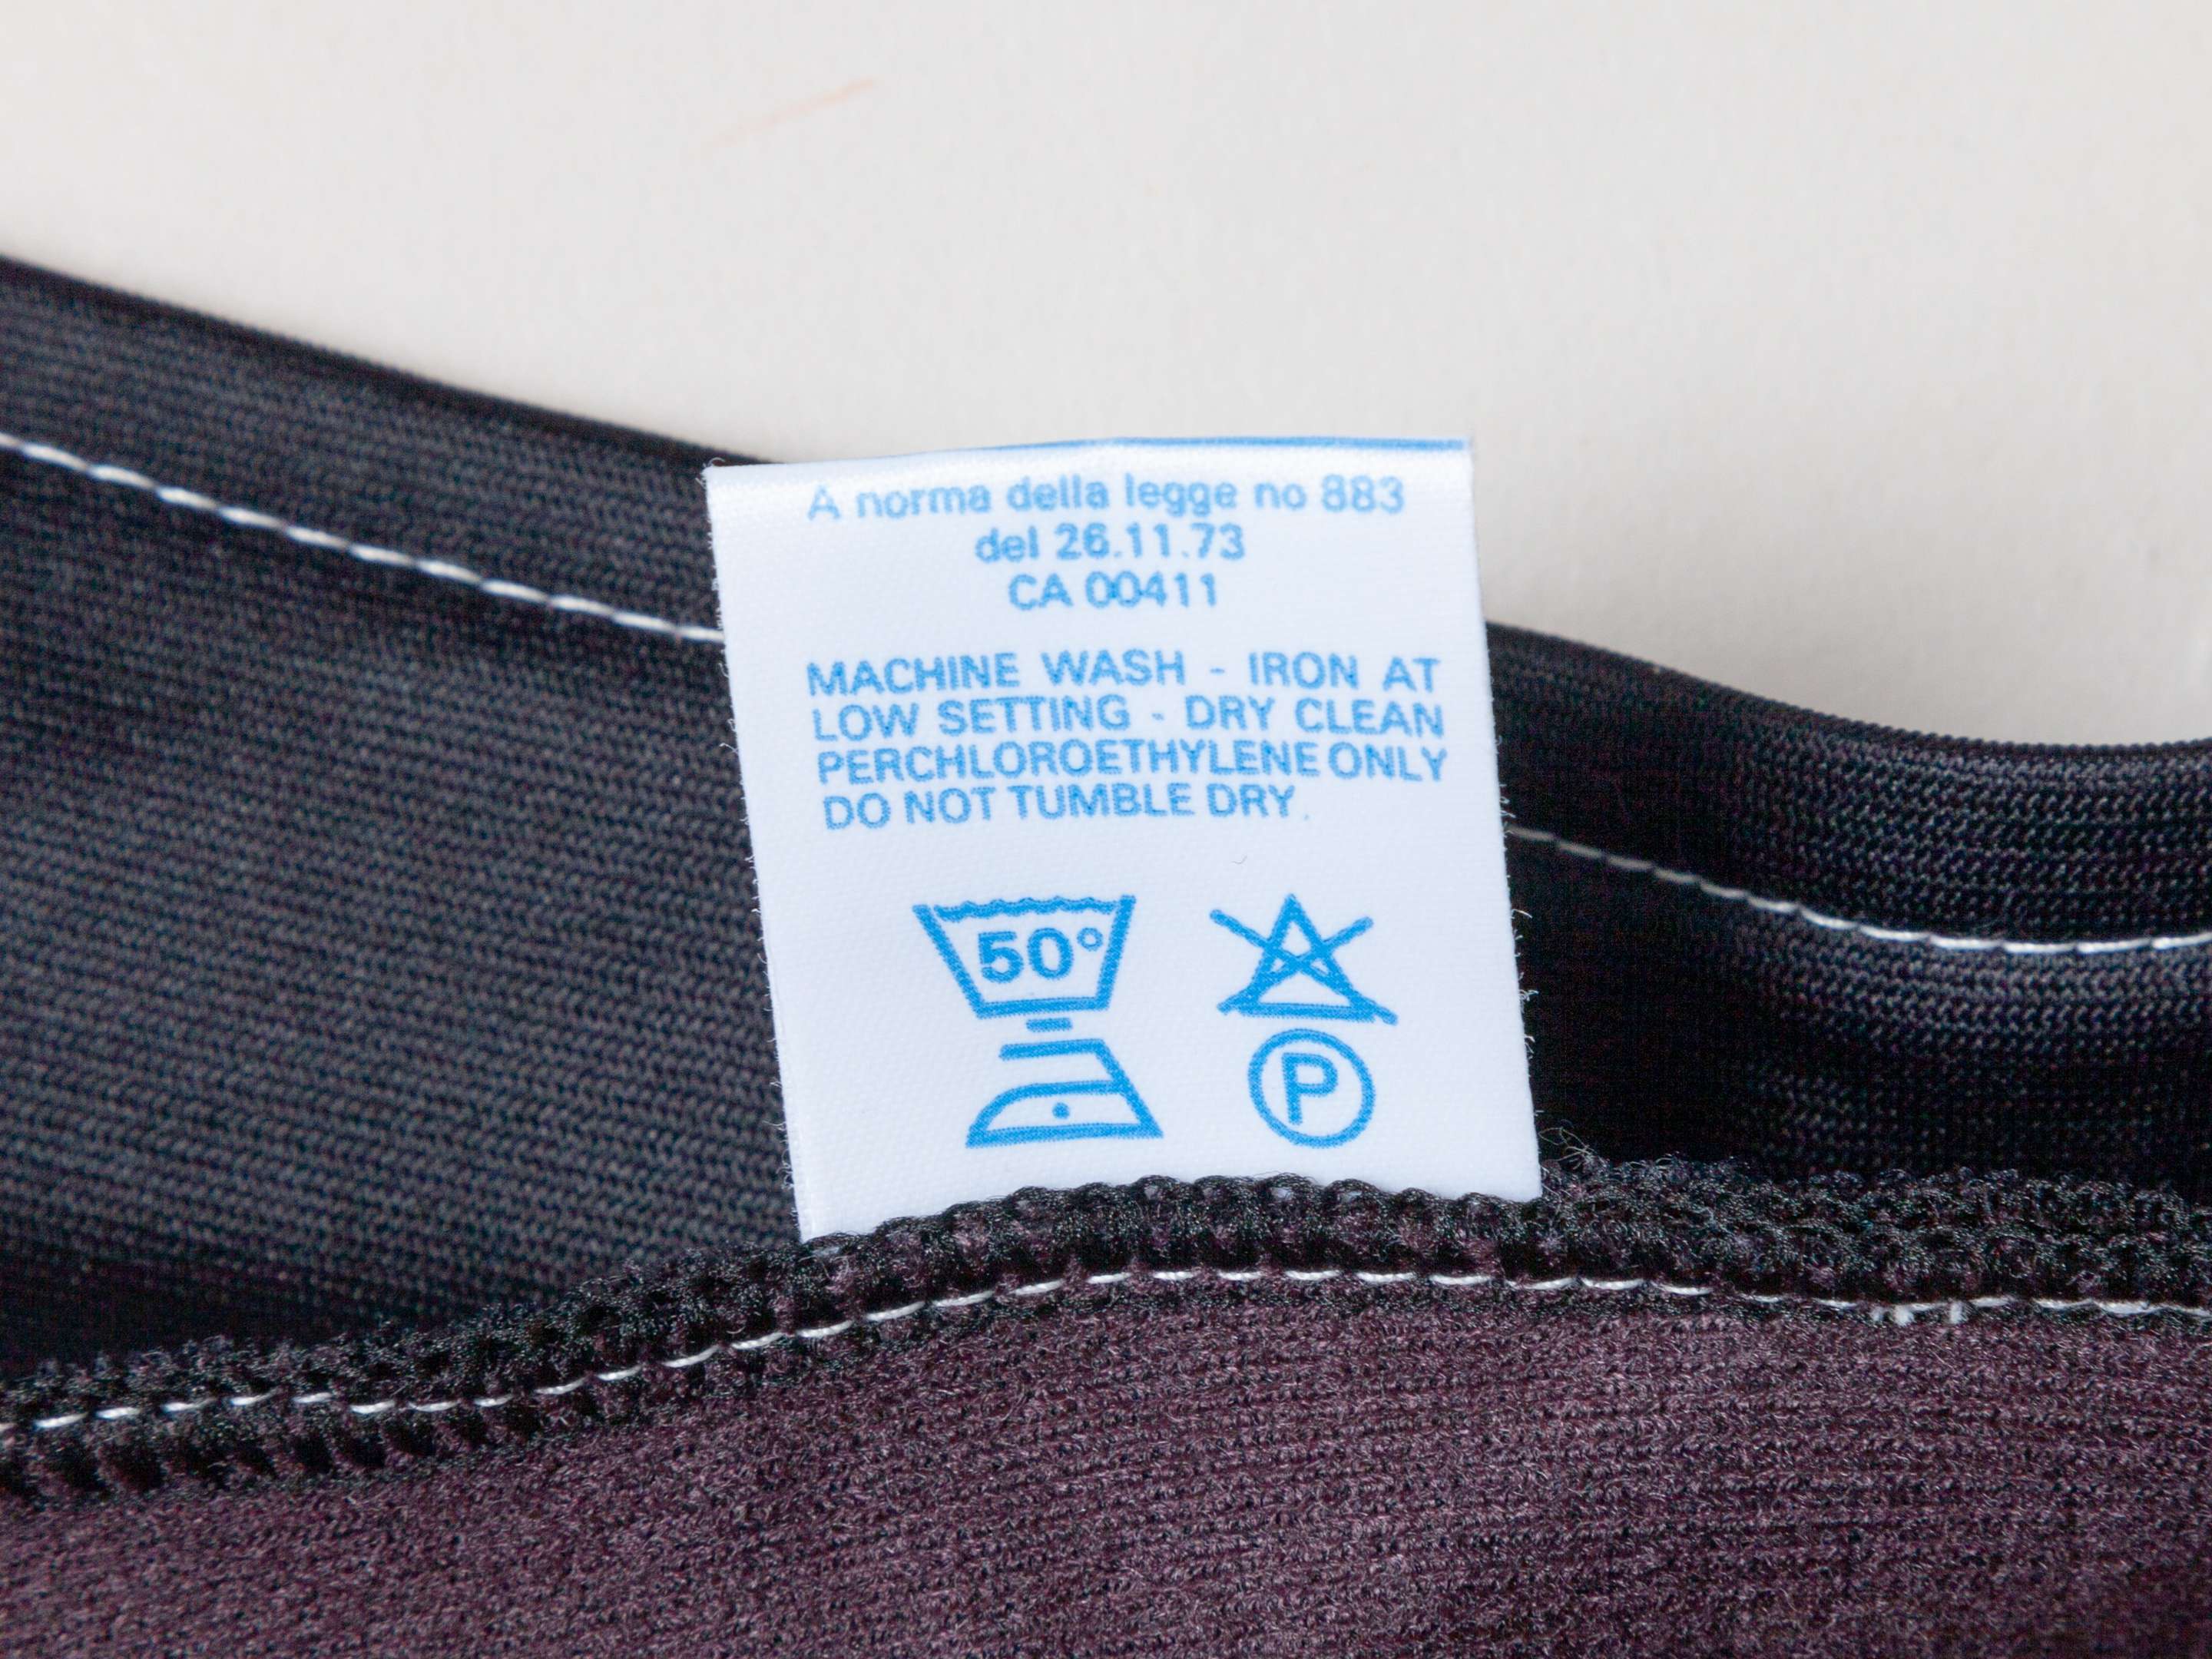 A norma della legge no 883
del 26.11.73
CA 00411
MACHINE WASH - IRON AT
LOW SETTING - DRY CLEAN
PERCHLOROETHYLENE ONLY
DO NOT TUMBLE DRY.
50°
P